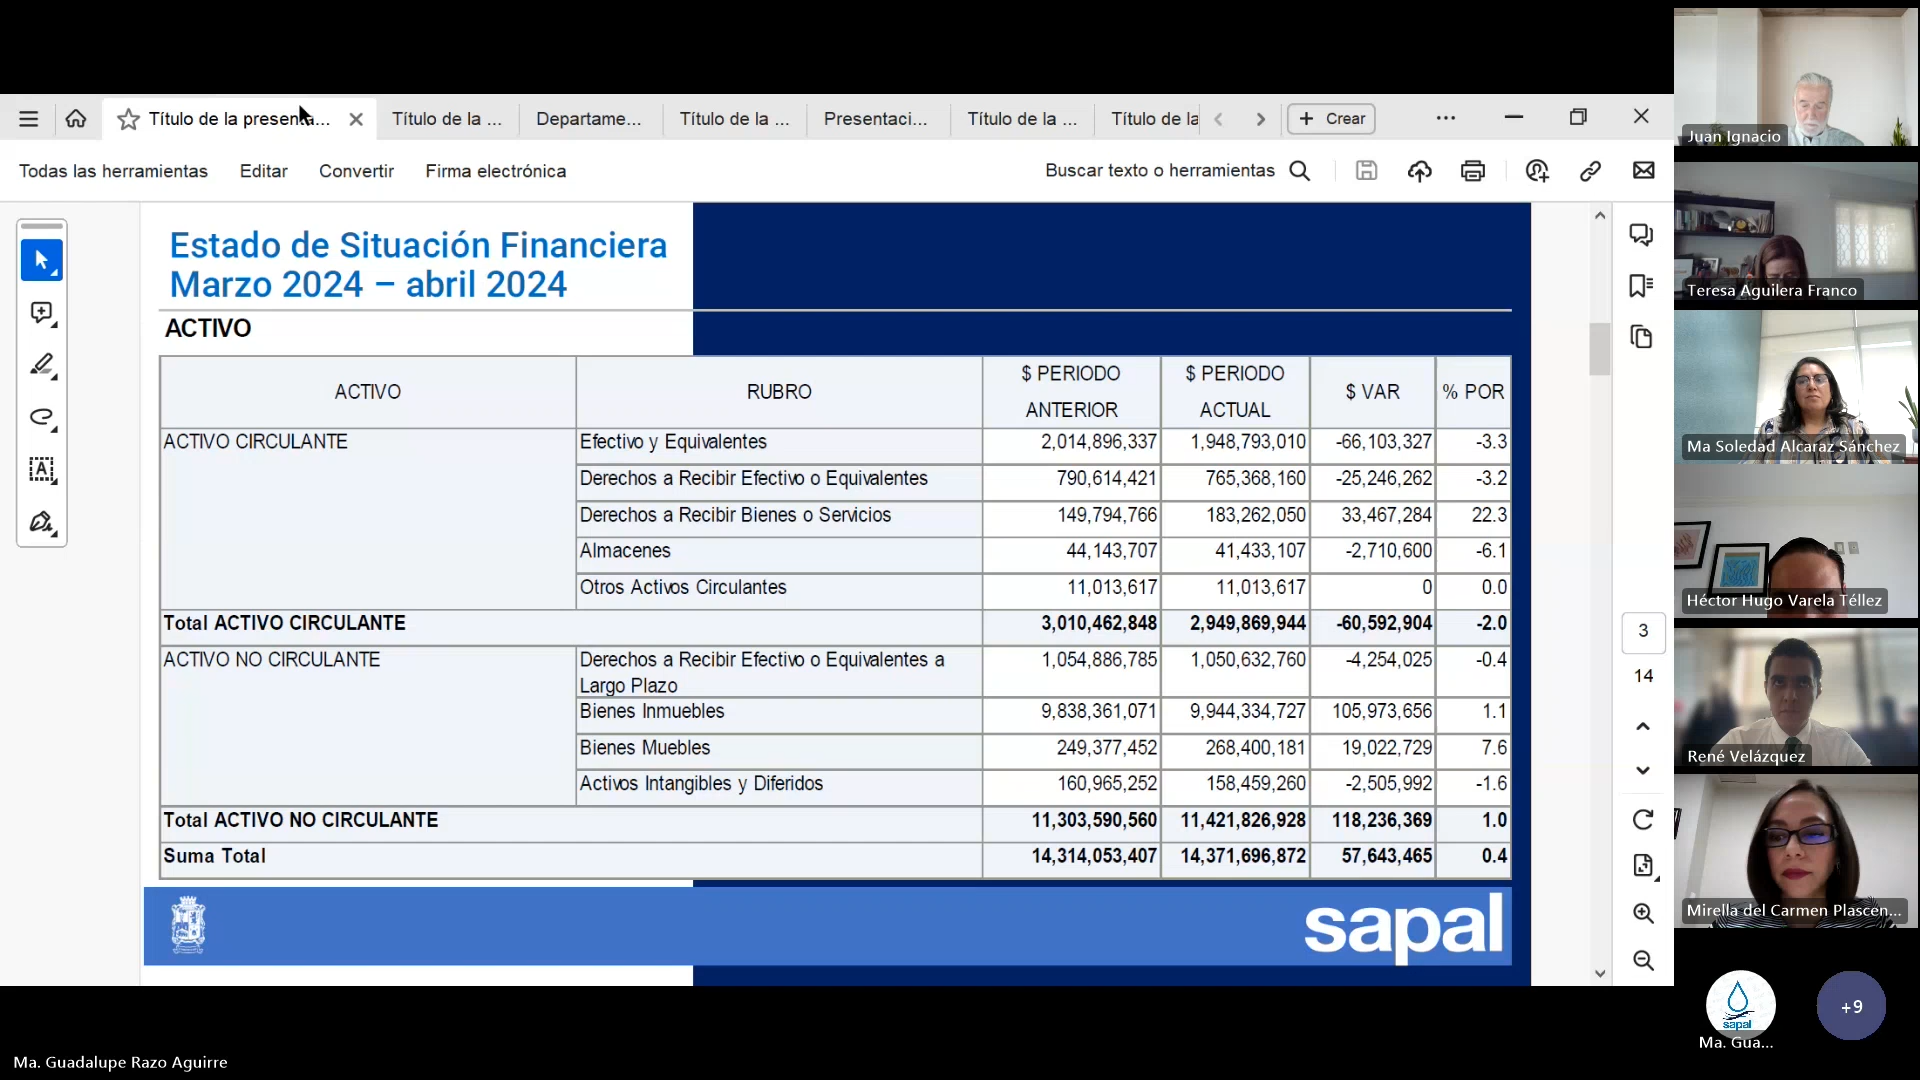 Título de la presenta...
Título de la ...
Departame...
Título de la ...
Presentaci...
Título de la ...
Título de la
Crear
Todas las herramientas
Editar
Convertir
Firma electrónica
Buscar texto o herramientas
Estado de Situación Financiera
Marzo 2024 – abril 2024
ACTIVO
ACTIVO RUBRO $ PERIODO ANTERIOR $ PERIODO ACTUAL $ VAR % POR
ACTIVO CIRCULANTE Efectivo y Equivalentes 2,014,896,337 1,948,793,010 -66,103,327 -3.3
Derechos a Recibir Efectivo o Equivalentes 790,614,421 765,368,160 -25,246,262 -3.2
Derechos a Recibir Bienes o Servicios 149,794,766 183,262,050 33,467,284 22.3
Almacenes 44,143,707 41,433,107 -2,710,600 -6.1
Otros Activos Circulantes 11,013,617 11,013,617 0 0.0
Total ACTIVO CIRCULANTE 3,010,462,848 2,949,869,944 -60,592,904 -2.0
ACTIVO NO CIRCULANTE Derechos a Recibir Efectivo o Equivalentes a Largo Plazo 1,054,886,785 1,050,632,760 -4,254,025 -0.4
Bienes Inmuebles 9,838,361,071 9,944,334,727 105,973,656 1.1
Bienes Muebles 249,377,452 268,400,181 19,022,729 7.6
Activos Intangibles y Diferidos 160,965,252 158,459,260 -2,505,992 -1.6
Total ACTIVO NO CIRCULANTE 11,303,590,560 11,421,826,928 118,236,369 1.0
Suma Total 14,314,053,407 14,371,696,872 57,643,465 0.4
sapal
3
14
Juan Ignacio
Teresa Aguilera Franco
Ma Soledad Alcaraz Sánchez
Héctor Hugo Varela Téllez
René Velázquez
Mirella del Carmen Plascen...
sapal
Ma. Gua...
+9
Ma. Guadalupe Razo Aguirre